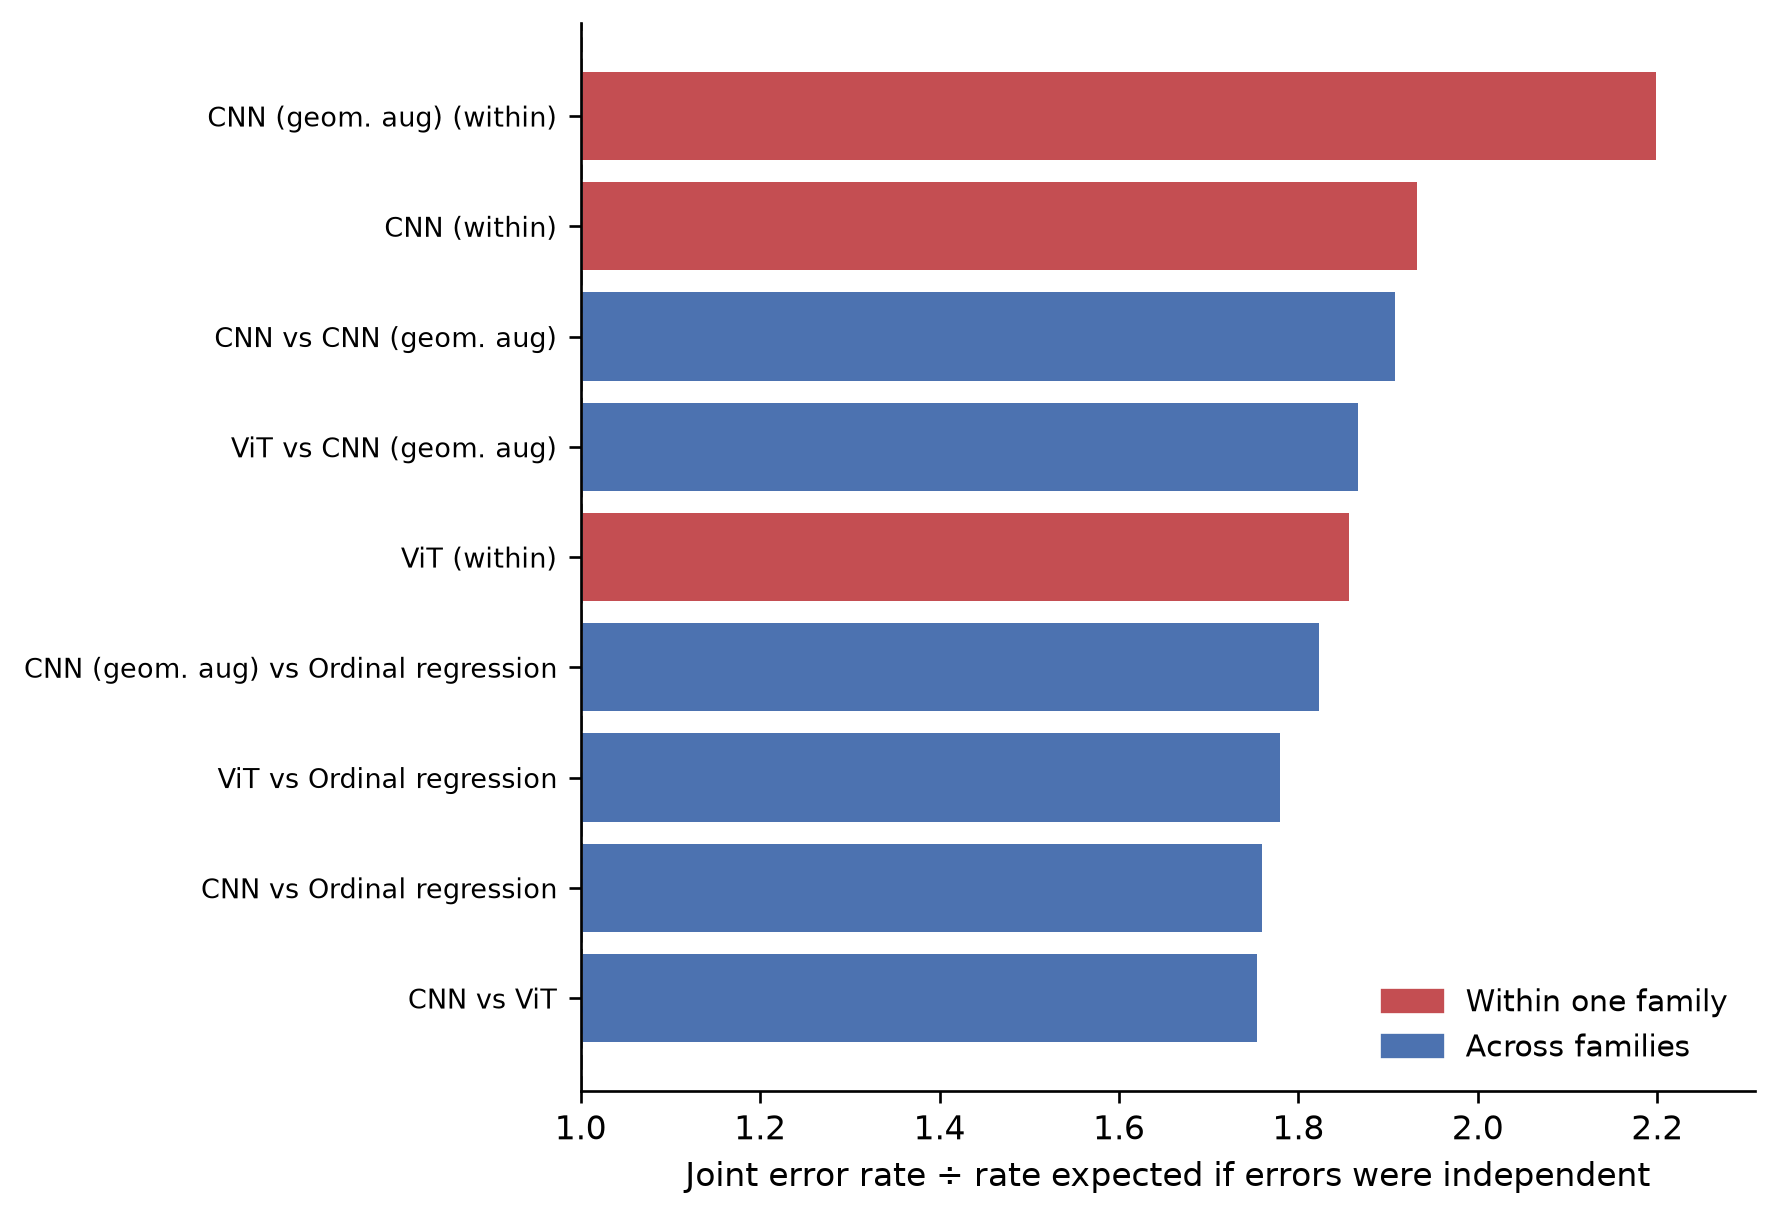 CNN (geom. aug) (within)
CNN (within)
CNN vs CNN (geom. aug)
ViT vs CNN (geom. aug)
ViT (within)
CNN (geom. aug) vs Ordinal regression
ViT vs Ordinal regression
CNN vs Ordinal regression
CNN vs ViT
Within one family
Across families
1.0 1.2 1.4 1.6 1.8 2.0 2.2
Joint error rate ÷ rate expected if errors were independent